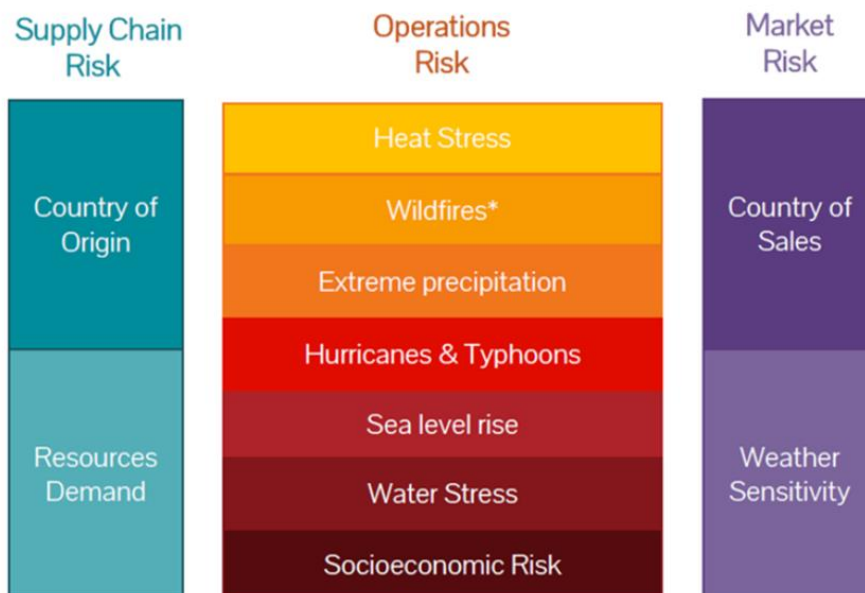 Supply Chain
Risk
Operations
Risk
Market
Risk
Country of
Origin
Resources
Demand
Heat Stress
Wildfires*
Extreme precipitation
Hurricanes & Typhoons
Sea level rise
Water Stress
Socioeconomic Risk
Country of
Sales
Weather
Sensitivity